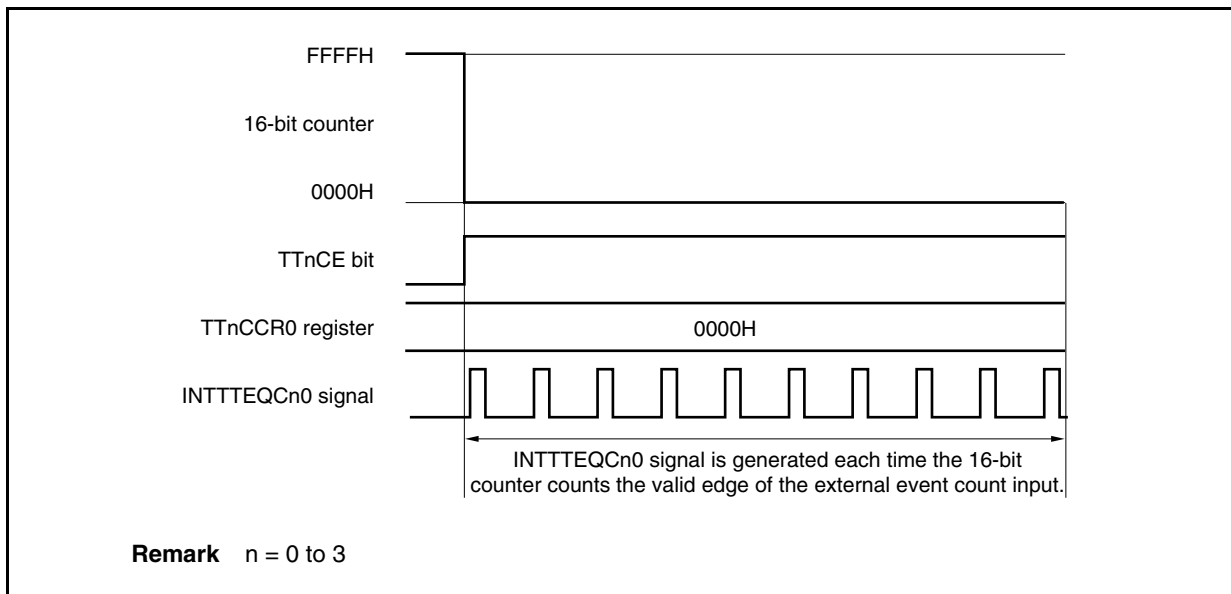 FFFFH
16-bit counter
0000H
TTnCE bit
TTnCCR0 register
0000H
INTTTEQCn0 signal
INTTTEQCn0 signal is generated each time the 16-bit
counter counts the valid edge of the external event count input.
Remark n = 0 to 3